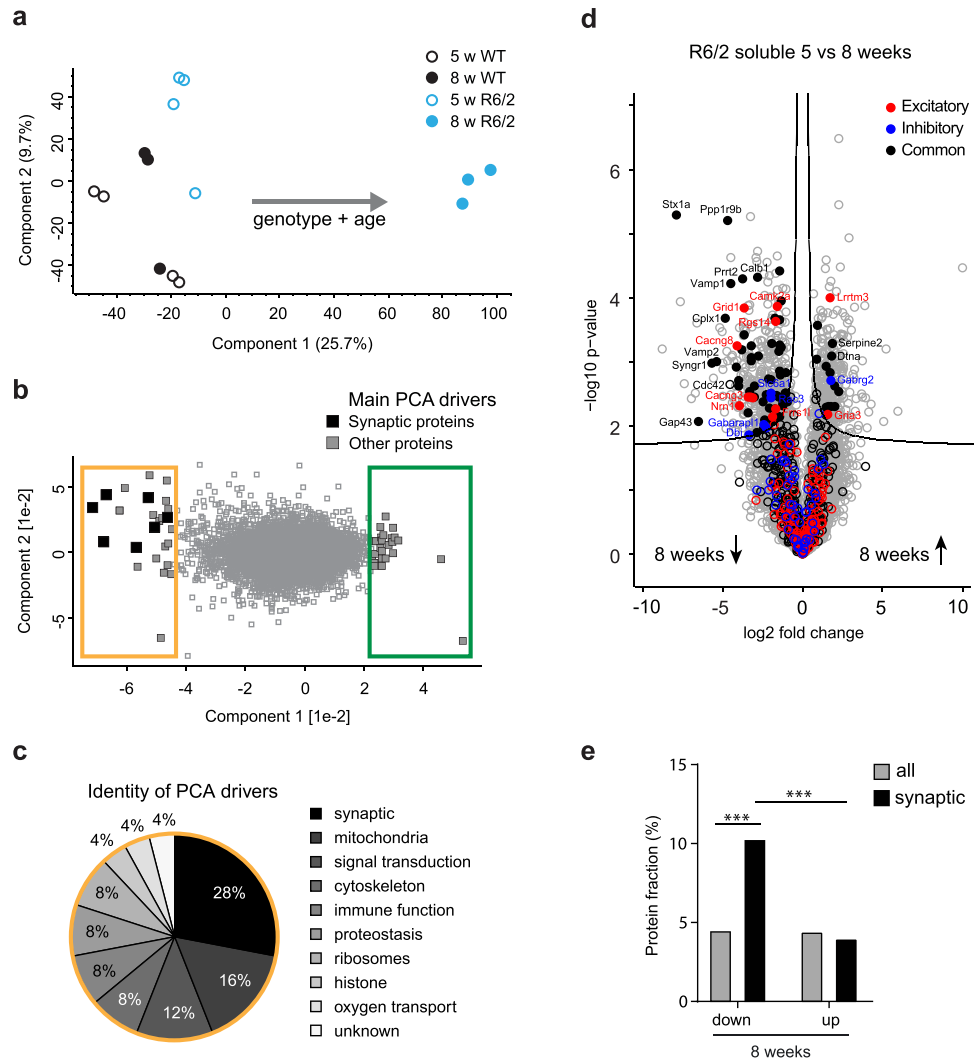 a
5 w WT
8 w WT
5 w R6/2
8 w R6/2
40
20
0
20
40
Component 2 (9.7%)
genotype + age
-40
-20
0
20
40
60
80
100
Component 1 (25.7%)
b
Main PCA drivers
Synaptic proteins
Other proteins
5
0
-5
Component 2 [1e-2]
-6
-4
-2
0
2
4
Component 1 [1e-2]
c
Identity of PCA drivers
4%
4%
4%
8%
8%
8%
8%
12%
16%
28%
synaptic
mitochondria
signal transduction
cytoskeleton
immune function
proteostasis
ribosomes
histone
oxygen transport
unknown
d
R6/2 soluble 5 vs 8 weeks
Excitatory
Inhibitory
Common
6
4
2
0
−log10 p-value
Stx1a
Ppp1r9b
Prrt2
Calb1
Vamp1
Camk2a
Grid1
Lrrtm3
Cplx1
Rgs14
Cacng8
Serpine2
Vamp2
Dtna
Syngr1
Gabrg2
Cdc42
Slc6a1
Cacng3
Nrn1
Gria3
Gap43
Gabarapl1
Dbi
8 weeks
8 weeks
-10
-5
0
5
10
log2 fold change
e
15
10
5
0
Protein fraction (%)
all
synaptic
***
***
down
up
8 weeks